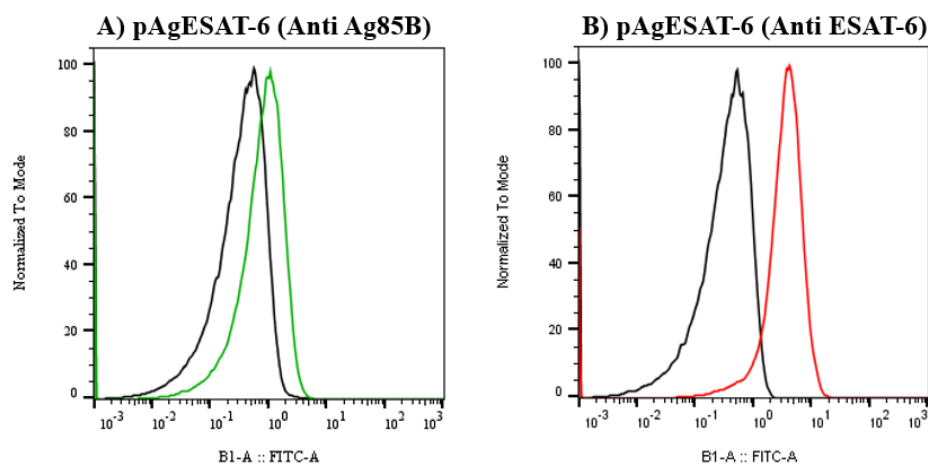 A) pAgESAT-6 (Anti Ag85B)
100
80
60
40
20
0
Normalized To Mode
10-3 10-2 10-1 100 101 102 103
B1-A :: FITC-A
B) pAgESAT-6 (Anti ESAT-6)
100
80
60
40
20
0
Normalized To Mode
10-3 10-2 10-1 100 101 102 103
B1-A :: FITC-A